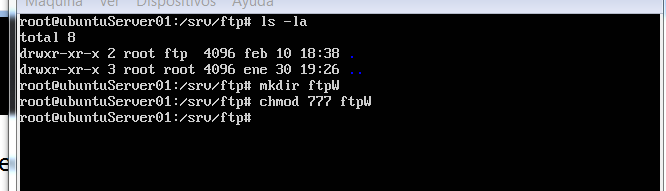 Máquina Ver Dispositivos Ayuda
root@ubuntuServer01:/srv/ftp# ls -la
total 8
drwxr-xr-x 2 root ftp  4096 feb 10 18:38 .
drwxr-xr-x 3 root root 4096 ene 30 19:26 ..
root@ubuntuServer01:/srv/ftp# mkdir ftpW
root@ubuntuServer01:/srv/ftp# chmod 777 ftpW
root@ubuntuServer01:/srv/ftp#
e